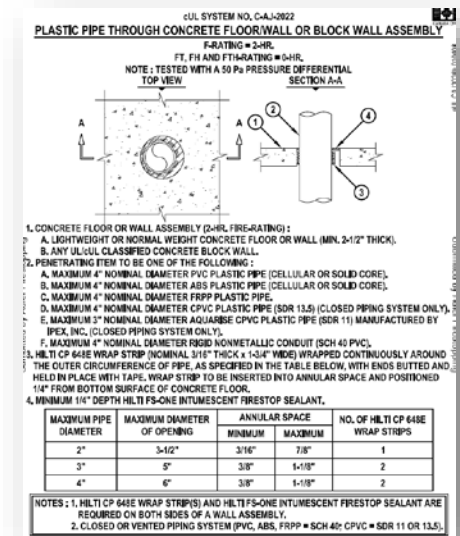 cUL SYSTEM NO. C-AJ-2022
PLASTIC PIPE THROUGH CONCRETE FLOOR/WALL OR BLOCK WALL ASSEMBLY
F-RATING = 2-HR.
FT, FH AND FTH-RATING = 0-HR.
NOTE : TESTED WITH A 50 Pa PRESSURE DIFFERENTIAL
TOP VIEW SECTION A-A
A A
1 2 3 4
1. CONCRETE FLOOR OR WALL ASSEMBLY (2-HR. FIRE-RATING) :
A. LIGHTWEIGHT OR NORMAL WEIGHT CONCRETE FLOOR OR WALL (MIN. 2-1/2" THICK).
B. ANY UL/cUL CLASSIFIED CONCRETE BLOCK WALL.
2. PENETRATING ITEM TO BE ONE OF THE FOLLOWING :
A. MAXIMUM 4" NOMINAL DIAMETER PVC PLASTIC PIPE (CELLULAR OR SOLID CORE).
B. MAXIMUM 4" NOMINAL DIAMETER ABS PLASTIC PIPE (CELLULAR OR SOLID CORE).
C. MAXIMUM 4" NOMINAL DIAMETER FRPP PLASTIC PIPE.
D. MAXIMUM 4" NOMINAL DIAMETER CPVC PLASTIC PIPE (SDR 13.5) (CLOSED PIPING SYSTEM ONLY).
E. MAXIMUM 3" NOMINAL DIAMETER AQUARISE CPVC PLASTIC PIPE (SDR 11) MANUFACTURED BY
IPEX, INC. (CLOSED PIPING SYSTEM ONLY).
F. MAXIMUM 4" NOMINAL DIAMETER RIGID NONMETALLIC CONDUIT (SCH 40 PVC).
3. HILTI CP 648E WRAP STRIP (NOMINAL 3/16" THICK x 1-3/4" WIDE) WRAPPED CONTINUOUSLY AROUND
THE OUTER CIRCUMFERENCE OF PIPE, AS SPECIFIED IN THE TABLE BELOW, WITH ENDS BUTTED AND
HELD IN PLACE WITH TAPE. WRAP STRIP TO BE INSERTED INTO ANNULAR SPACE AND POSITIONED
1/4" FROM BOTTOM SURFACE OF CONCRETE FLOOR.
4. MINIMUM 1/4" DEPTH HILTI FS-ONE INTUMESCENT FIRESTOP SEALANT.
MAXIMUM PIPE DIAMETER MAXIMUM DIAMETER OF OPENING ANNULAR SPACE MINIMUM MAXIMUM NO. OF HILTI CP 648E WRAP STRIPS
2" 3-1/2" 3/16" 7/8" 1
3" 5" 3/8" 1-1/8" 2
4" 6" 3/8" 1-1/8" 2
NOTES : 1. HILTI CP 648E WRAP STRIP(S) AND HILTI FS-ONE INTUMESCENT FIRESTOP SEALANT ARE
REQUIRED ON BOTH SIDES OF A WALL ASSEMBLY.
2. CLOSED OR VENTED PIPING SYSTEM (PVC, ABS, FRPP = SCH 40; CPVC = SDR 11 OR 13.5).